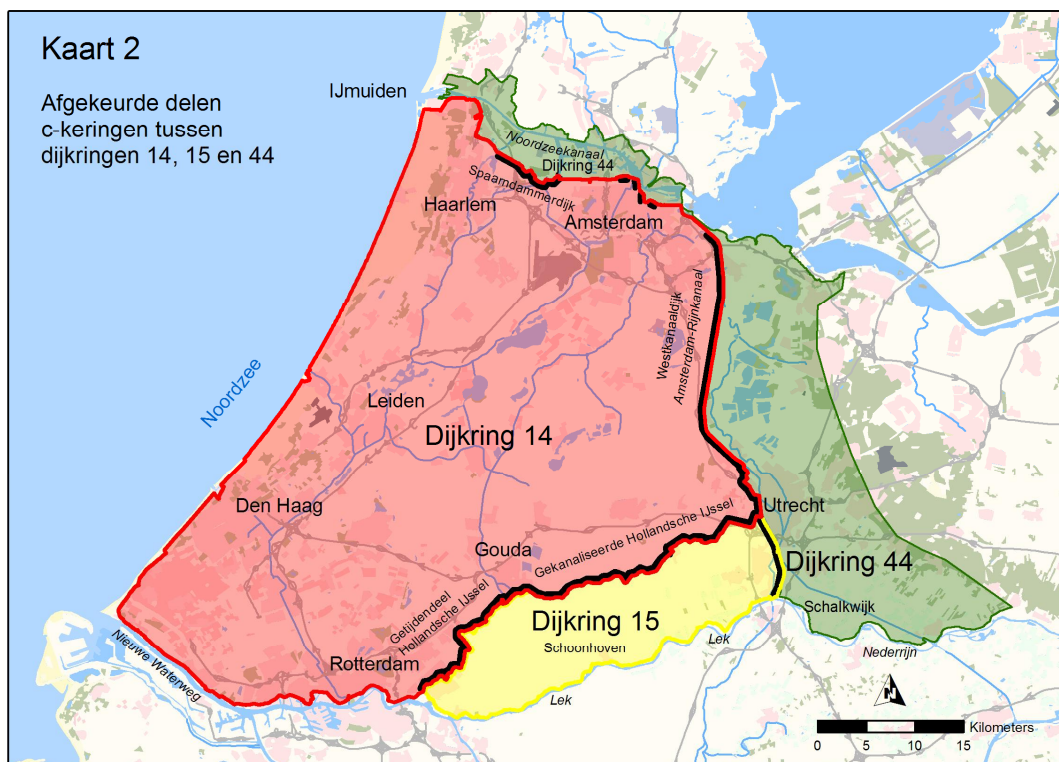 Kaart 2
Afgekeurde delen
c-keringen tussen
dijkringen 14, 15 en 44
IJmuiden
Noordzeekanaal
Dijkring 44
Spaarndammerdijk
Haarlem
Amsterdam
Westkanaaldijk
Amsterdam-Rijnkanaal
Noordzee
Leiden
Dijkring 14
Den Haag
Utrecht
Gouda
Gekanaliseerde Hollandsche IJssel
Dijkring 44
Getijdendeel
Hollandsche IJssel
Schalkwijk
Dijkring 15
Schoonhoven
Lek
Nederrijn
Nieuwe Waterweg
Rotterdam
Lek
N
Kilometers
0 5 10 15